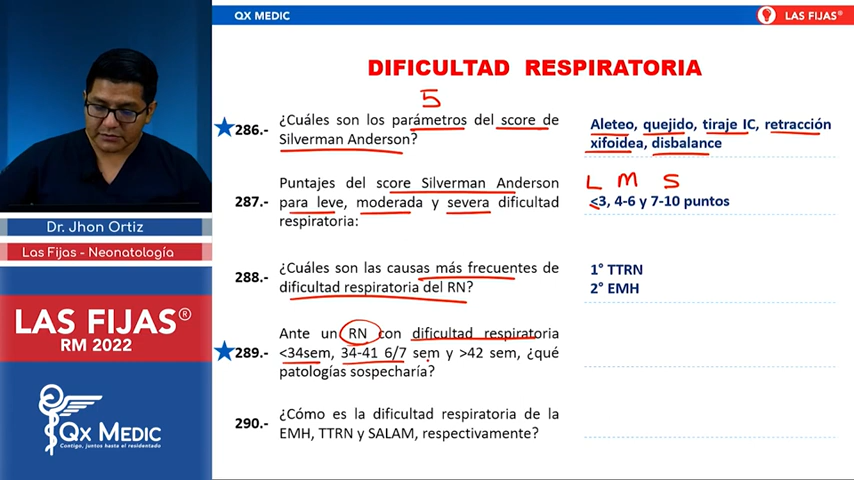 QX MEDIC
LAS FIJAS®
DIFICULTAD RESPIRATORIA
5
286.- ¿Cuáles son los parámetros del score de
Silverman Anderson?
Aleteo, quejido, tiraje IC, retracción
xifoidea, disbalance
L M S
287.- Puntajes del score Silverman Anderson
para leve, moderada y severa dificultad
respiratoria:
<3, 4-6 y 7-10 puntos
288.- ¿Cuáles son las causas más frecuentes de
dificultad respiratoria del RN?
1° TTRN
2° EMH
289.- Ante un RN con dificultad respiratoria
<34sem, 34-41 6/7 sem y >42 sem, ¿qué
patologías sospecharía?
290.- ¿Cómo es la dificultad respiratoria de la
EMH, TTRN y SALAM, respectivamente?
Dr. Jhon Ortiz
Las Fijas - Neonatología
LAS FIJAS®
RM 2022
QX MEDIC
Contigo, juntos hasta el residentado